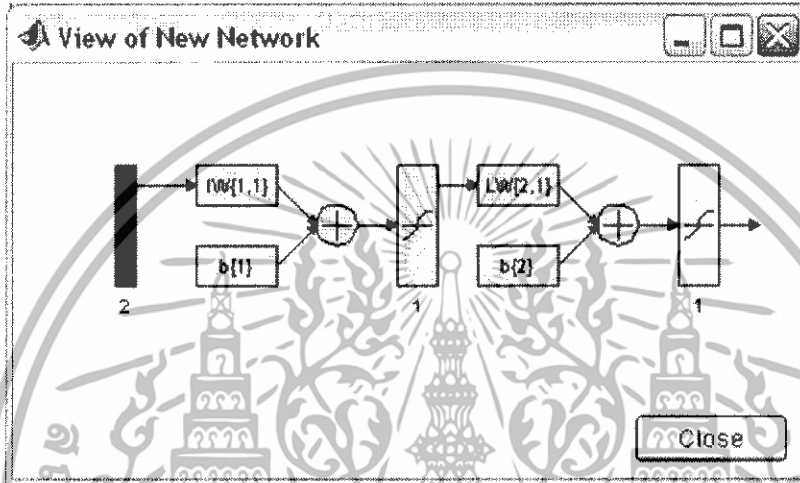 View of New Network
IW{1,1}
LW{2,1}
b{1}
b{2}
2
1
1
Close